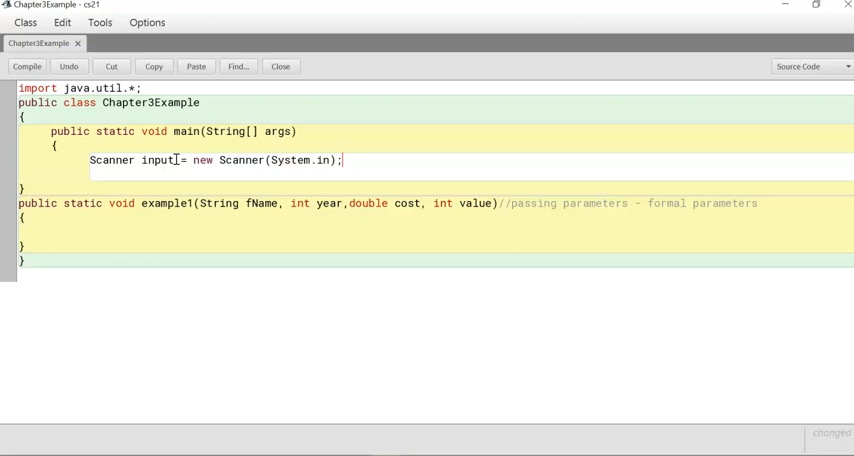 Chapter3Example - cs21
Class Edit Tools Options
Chapter3Example ×
Compile Undo Cut Copy Paste Find... Close Source Code
import java.util.*;
public class Chapter3Example
{
public static void main(String[] args)
{
Scanner input = new Scanner(System.in);
}
public static void example1(String fName, int year,double cost, int value)//passing parameters - formal parameters
{
}
}
changed